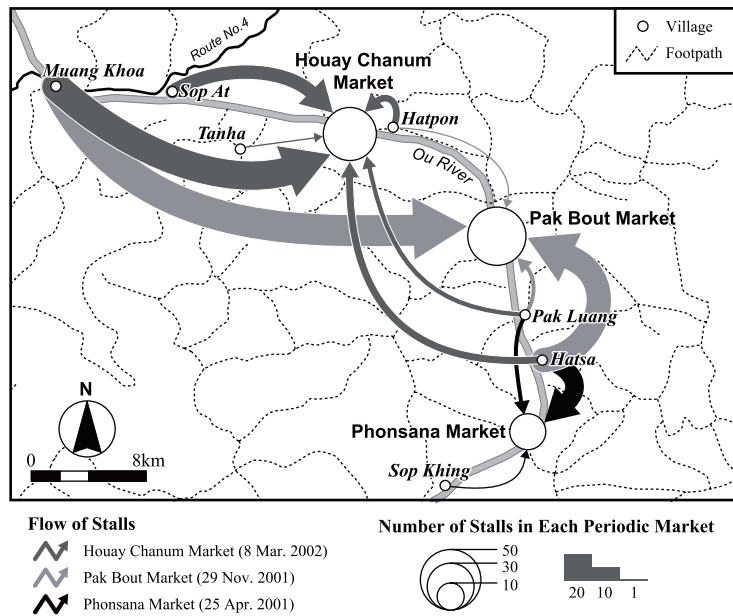 Route No.4
Village
Footpath
Muang Khoa
Houay Chanum
Market
Sop At
Hatpon
Tanha
Ou River
Pak Bout Market
Pak Luang
Hatsa
N
Phonsana Market
0 8km
Sop Khing
Flow of Stalls
Houay Chanum Market (8 Mar. 2002)
Pak Bout Market (29 Nov. 2001)
Phonsana Market (25 Apr. 2001)
Number of Stalls in Each Periodic Market
50
30
10
20 10 1